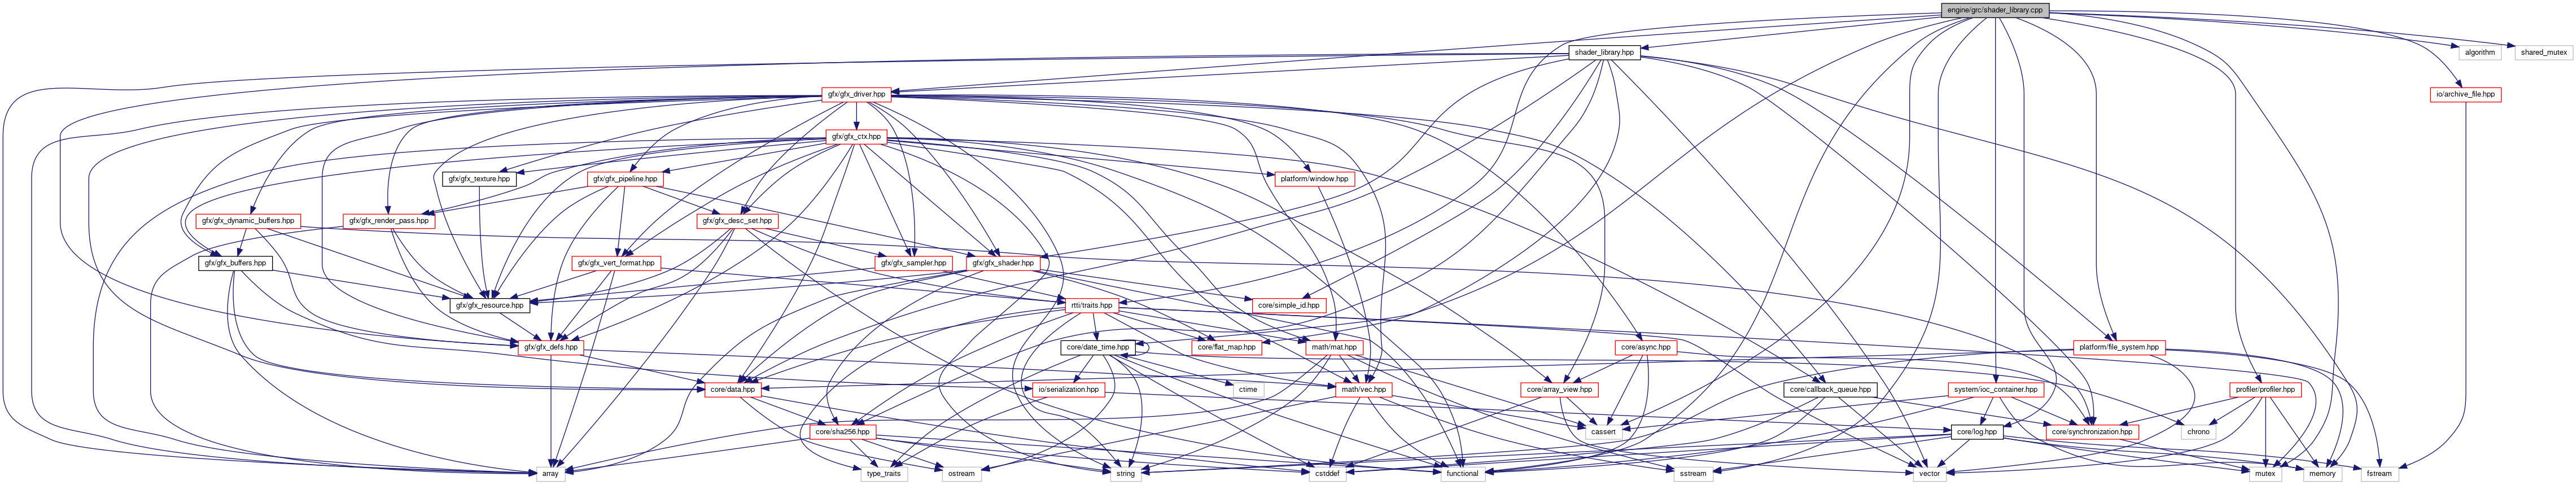 engine/grc/shader_library.cpp
shader_library.hpp
algorithm
shared_mutex
gfx/gfx_driver.hpp
io/archive_file.hpp
gfx/gfx_ctx.hpp
gfx/gfx_texture.hpp
gfx/gfx_pipeline.hpp
platform/window.hpp
gfx/gfx_dynamic_buffers.hpp
gfx/gfx_render_pass.hpp
gfx/gfx_desc_set.hpp
gfx/gfx_buffers.hpp
gfx/gfx_vert_format.hpp
gfx/gfx_sampler.hpp
gfx/gfx_shader.hpp
gfx/gfx_resource.hpp
rtti/traits.hpp
core/simple_id.hpp
gfx/gfx_defs.hpp
core/date_time.hpp
core/flat_map.hpp
math/mat.hpp
core/async.hpp
platform/file_system.hpp
core/data.hpp
io/serialization.hpp
ctime
math/vec.hpp
core/array_view.hpp
core/callback_queue.hpp
system/ioc_container.hpp
profiler/profiler.hpp
core/sha256.hpp
cassert
core/log.hpp
core/synchronization.hpp
chrono
array
type_traits
ostream
string
cstddef
functional
sstream
vector
mutex
memory
fstream